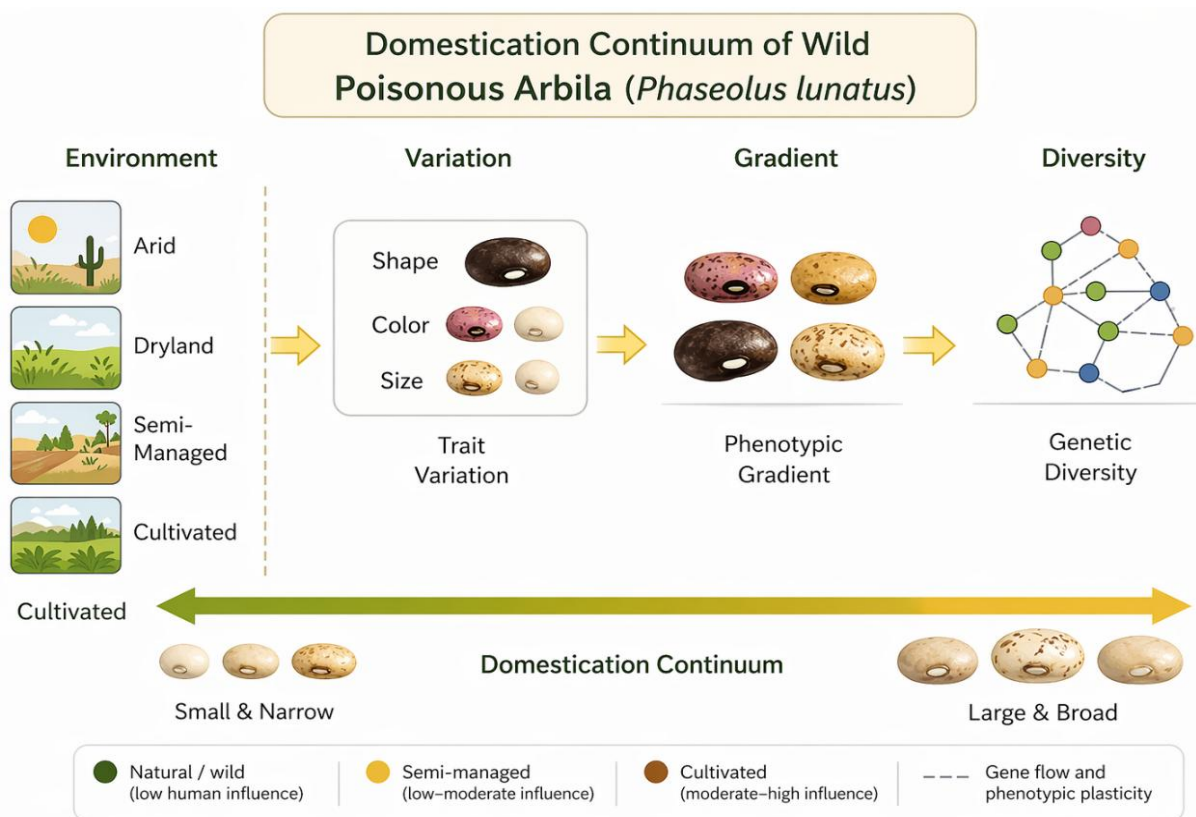 Domestication Continuum of Wild
Poisonous Arbila (Phaseolus lunatus)
Environment
Variation
Gradient
Diversity
Arid
Dryland
Semi-
Managed
Cultivated
Shape
Color
Size
Trait
Variation
Phenotypic
Gradient
Genetic
Diversity
Cultivated
Domestication Continuum
Small & Narrow
Large & Broad
Natural / wild
(low human influence)
Semi-managed
(low–moderate influence)
Cultivated
(moderate–high influence)
Gene flow and
phenotypic plasticity